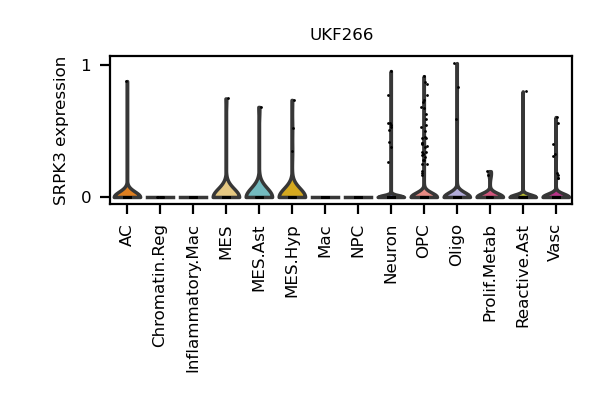 UKF266
SRPK3 expression
1
0
AC
Chromatin.Reg
Inflammatory.Mac
MES
MES.Ast
MES.Hyp
Mac
NPC
Neuron
OPC
Oligo
Prolif.Metab
Reactive.Ast
Vasc